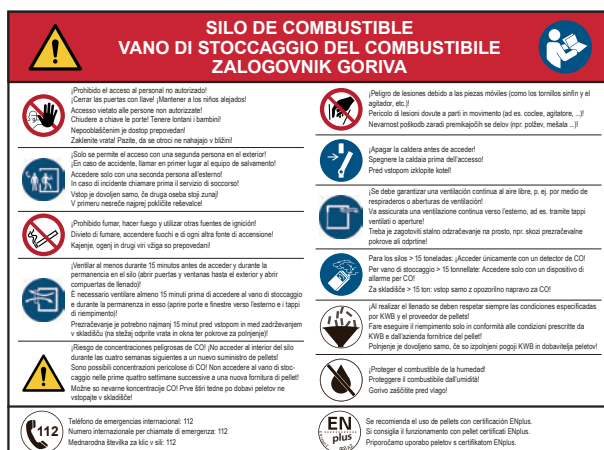 SILO DE COMBUSTIBLE
VANO DI STOCCAGGIO DEL COMBUSTIBILE
ZALOGOVNIK GORIVA
¡Prohibido el acceso al personal no autorizado!
¡Cerrar las puertas con llave! ¡Mantener a los niños alejados!
Accesso vietato alle persone non autorizzate!
Chiudere a chiave le porte! Tenere lontani i bambini!
Nepooblaščenim je dostop prepovedan!
Zaklenite vrata! Pazite, da se otroci ne nahajajo v bližini!
¡Solo se permite el acceso con una segunda persona en el exterior!
¡En caso de accidente, llamar en primer lugar al equipo de salvamento!
Accedere solo con una seconda persona all'esterno!
In caso di incidente chiamare prima il servizio di soccorso!
Vstop je dovoljen samo, če druga oseba stoji zunaj!
V primeru nesreče najprej pokličite reševalce!
¡Prohibido fumar, hacer fuego y utilizar otras fuentes de ignición!
Divieto di fumare, accendere fuochi e di ogni altra fonte di accensione!
Kajenje, ogenj in drugi viri vžiga so prepovedani!
¡Ventilar al menos durante 15 minutos antes de acceder y durante la
permanencia en el silo (abrir puertas y ventanas hasta el exterior y abrir
compuertas de llenado)!
È necessario ventilare almeno 15 minuti prima di accedere al vano di stoccaggio
e durante la permanenza in esso (aprire porte e finestre verso l'esterno e i tappi
di riempimento)!
Prezračevanje je potrebno najmanj 15 minut pred vstopom in med zadrževanjem
v skladišču (na stežaj odprite vrata in okna ter pokrove za polnjenje)!
¡Riesgo de concentraciones peligrosas de CO! ¡No acceder al interior del silo
durante las cuatro semanas siguientes a un nuevo suministro de pellets!
Sono possibili concentrazioni pericolose di CO! Non accedere al vano di stoc-
caggio nelle prime quattro settimane successive a una nuova fornitura di pellet!
Možne so nevarne koncentracije CO! Prve štiri tedne po dobavi peletov ne
vstopajte v skladišče!
¡Peligro de lesiones debido a las piezas móviles (como los tornillos sinfín y el
agitador, etc.)!
Pericolo di lesioni dovute a parti in movimento (ad es. coclee, agitatore, ...)!
Nevarnost poškodb zaradi premikajočih se delov (npr. polžev, mešala ...)!
¡Apagar la caldera antes de acceder!
Spegnere la caldaia prima dell'accesso!
Pred vstopom izklopite kotel!
¡Se debe garantizar una ventilación continua al aire libre, p. ej. por medio de
respiraderos o aberturas de ventilación!
Va assicurata una ventilazione continua verso l'esterno, ad es. tramite tappi
ventilati o aperture!
Treba je zagotoviti stalno odzračevanje na prosto, npr. skozi prezračevalne
pokrove ali odprtine!
Para los silos > 15 toneladas: ¡Acceder únicamente con un detector de CO!
Per vano di stoccaggio > 15 tonnellate: Accedere solo con un dispositivo di
allarme per CO!
Za skladišče > 15 ton: vstop samo z opozorilno napravo za CO!
¡Al realizar el llenado se deben respetar siempre las condiciones especificadas
por KWB y el proveedor de pellets!
Fare eseguire il riempimento solo in conformità alle condizioni prescritte da
KWB e dall'azienda fornitrice del pellet!
Polnjenje je dovoljeno samo, če so izpolnjeni pogoji KWB in dobavitelja peletov!
¡Proteger el combustible de la humedad!
Proteggere il combustibile dall'umidità!
Gorivo zaščitite pred vlago!
112
Teléfono de emergencias internacional: 112
Numero internazionale per chiamate di emergenza: 112
Mednarodna številka za klic v sili: 112
EN
plus
Se recomienda el uso de pellets con certificación ENplus.
Si consiglia il funzionamento con pellet certificati ENplus.
Priporočamo uporabo peletov s certifikatom ENplus.